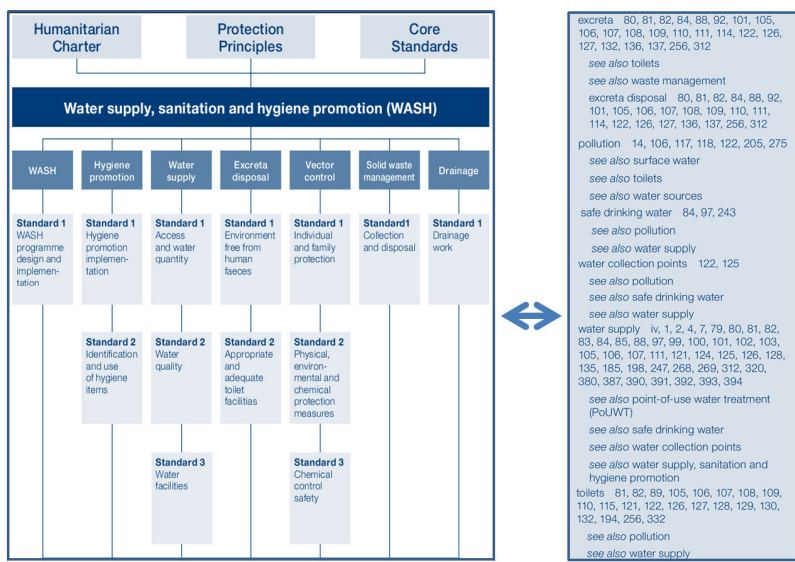 Humanitarian
Charter
Protection
Principles
Core
Standards
Water supply, sanitation and hygiene promotion (WASH)
WASH
Hygiene
promotion
Water
supply
Excreta
disposal
Vector
control
Solid waste
management
Drainage
Standard 1
WASH
programme
design and
implemen-
tation
Standard 1
Hygiene
promotion
implemen-
tation
Standard 1
Access
and water
quantity
Standard 1
Environment
free from
human
faeces
Standard 1
Individual
and family
protection
Standard1
Collection
and disposal
Standard 1
Drainage
work
Standard 2
Identification
and use
of hygiene
items
Standard 2
Water
quality
Standard 2
Appropriate
and
adequate
toilet
facilities
Standard 2
Physical,
environ-
mental and
chemical
protection
measures
Standard 3
Water
facilities
Standard 3
Chemical
control
safety
excreta 80, 81, 82, 84, 88, 92, 101, 105,
106, 107, 108, 109, 110, 111, 114, 122, 126,
127, 132, 136, 137, 256, 312
see also toilets
see also waste management
excreta disposal 80, 81, 82, 84, 88, 92,
101, 105, 106, 107, 108, 109, 110, 111,
114, 122, 126, 127, 136, 137, 256, 312
pollution 14, 106, 117, 118, 122, 205, 275
see also surface water
see also toilets
see also water sources
safe drinking water 84, 97, 243
see also pollution
see also water supply
water collection points 122, 125
see also pollution
see also safe drinking water
see also water supply
water supply iv, 1, 2, 4, 7, 79, 80, 81, 82,
83, 84, 85, 88, 97, 99, 100, 101, 102, 103,
105, 106, 107, 111, 121, 124, 125, 126, 128,
135, 185, 198, 247, 268, 269, 312, 320,
380, 387, 390, 391, 392, 393, 394
see also point-of-use water treatment
(PoUWT)
see also safe drinking water
see also water collection points
see also water supply, sanitation and
hygiene promotion
toilets 81, 82, 89, 105, 106, 107, 108, 109,
110, 115, 121, 122, 126, 127, 128, 129, 130,
132, 194, 256, 332
see also pollution
see also water supply